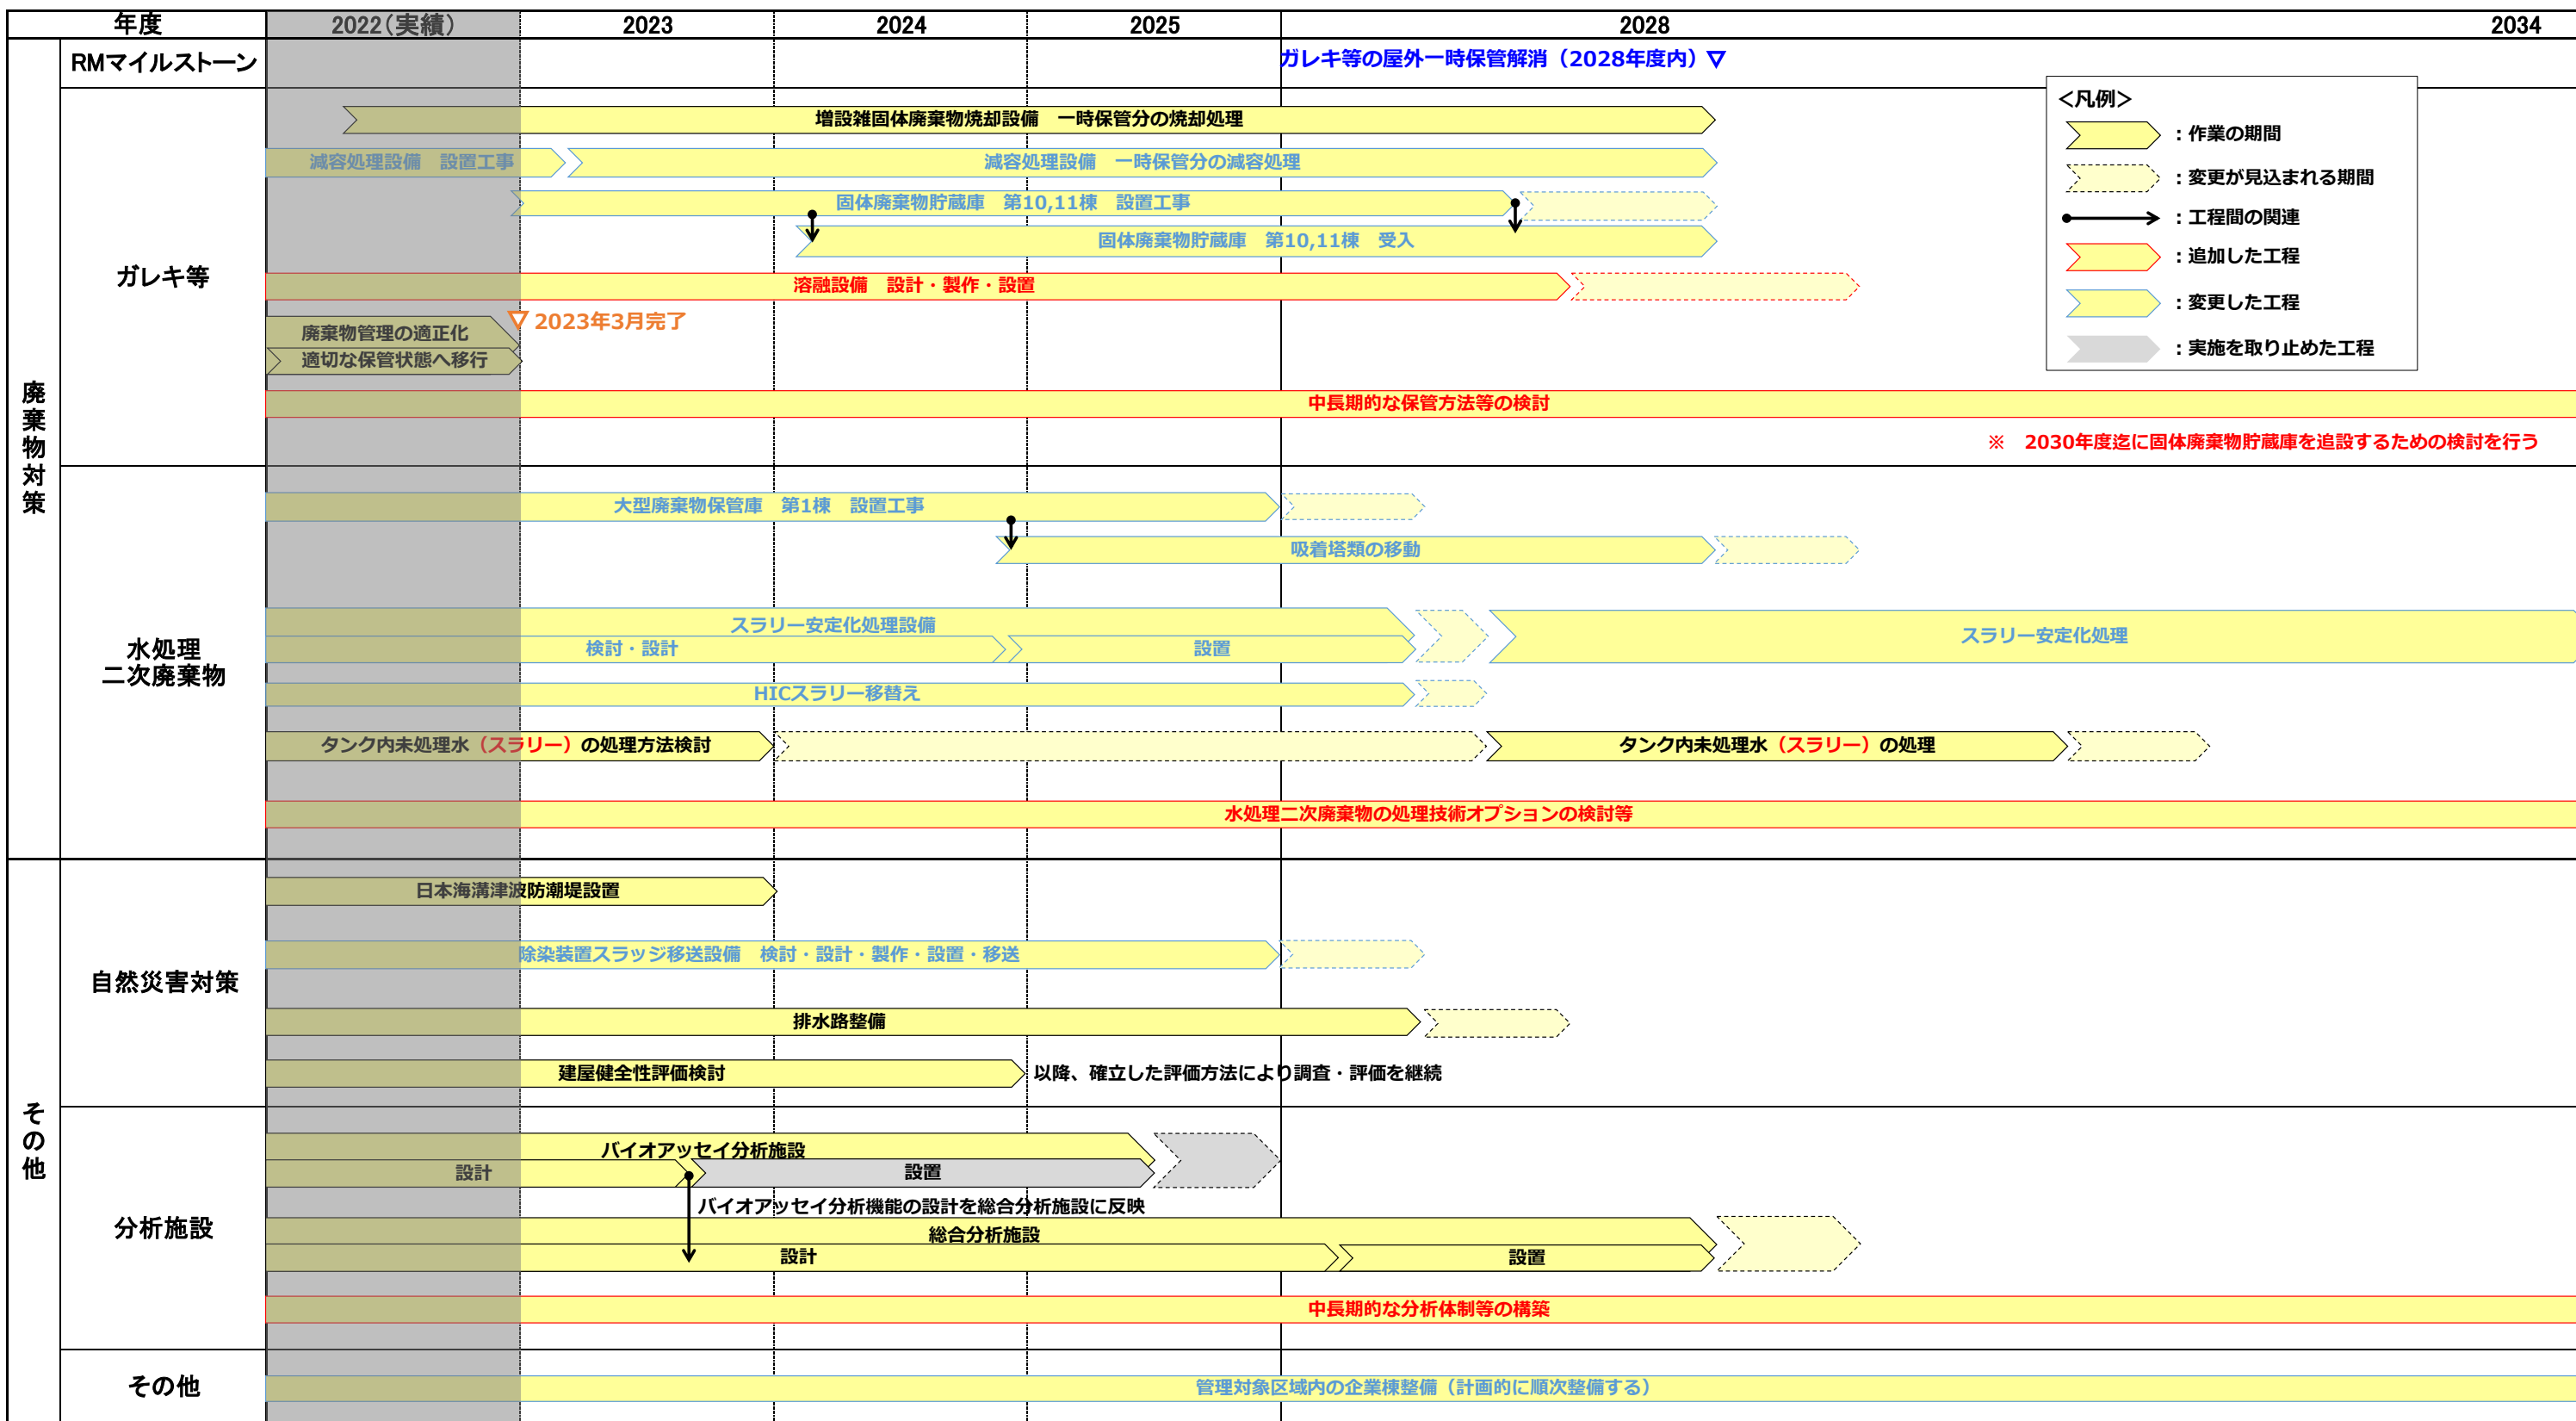 年度
2022(実績)
2023
2024
2025
2028
2034
廃棄物対策
RMマイルストーン
ガレキ等の屋外一時保管解消（2028年度内）▽
ガレキ等
増設雑固体廃棄物焼却設備　一時保管分の焼却処理
減容処理設備　設置工事
減容処理設備　一時保管分の減容処理
固体廃棄物貯蔵庫　第10,11棟　設置工事
固体廃棄物貯蔵庫　第10,11棟　受入
溶融設備　設計・製作・設置
廃棄物管理の適正化
▽ 2023年3月完了
適切な保管状態へ移行
中長期的な保管方法等の検討
※　2030年度迄に固体廃棄物貯蔵庫を追設するための検討を行う
＜凡例＞
：作業の期間
：変更が見込まれる期間
：工程間の関連
：追加した工程
：変更した工程
：実施を取り止めた工程
水処理
二次廃棄物
大型廃棄物保管庫　第1棟　設置工事
吸着塔類の移動
スラリー安定化処理設備
検討・設計
設置
スラリー安定化処理
HICスラリー移替え
タンク内未処理水（スラリー）の処理方法検討
タンク内未処理水（スラリー）の処理
水処理二次廃棄物の処理技術オプションの検討等
その他
自然災害対策
日本海溝津波防潮堤設置
除染装置スラッジ移送設備　検討・設計・製作・設置・移送
排水路整備
建屋健全性評価検討
以降、確立した評価方法により調査・評価を継続
分析施設
バイオアッセイ分析施設
設計
設置
バイオアッセイ分析機能の設計を総合分析施設に反映
総合分析施設
設計
設置
中長期的な分析体制等の構築
その他
管理対象区域内の企業棟整備（計画的に順次整備する）